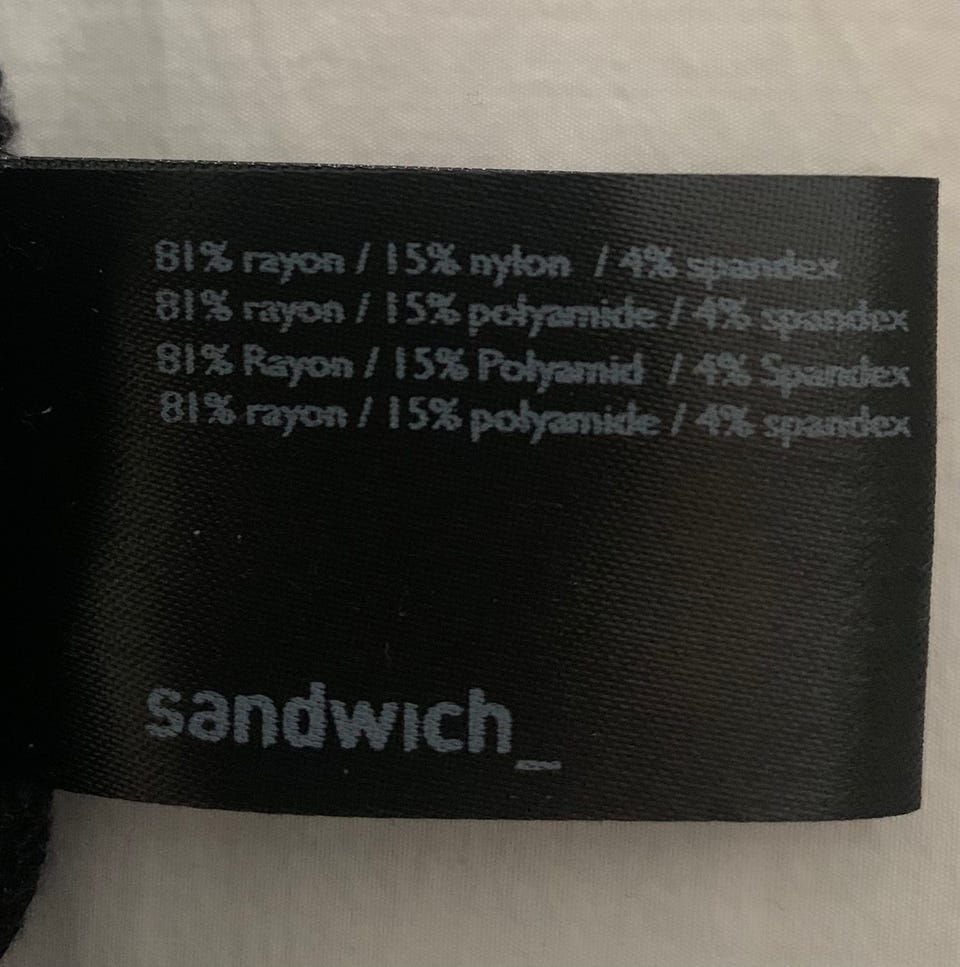 81% rayon / 15% nylon / 4% spandex
81% rayon / 15% polyamide / 4% spandex
81% Rayon / 15% Polyamid / 4% Spandex
81% rayon / 15% polyamide / 4% spandex
sandwich_